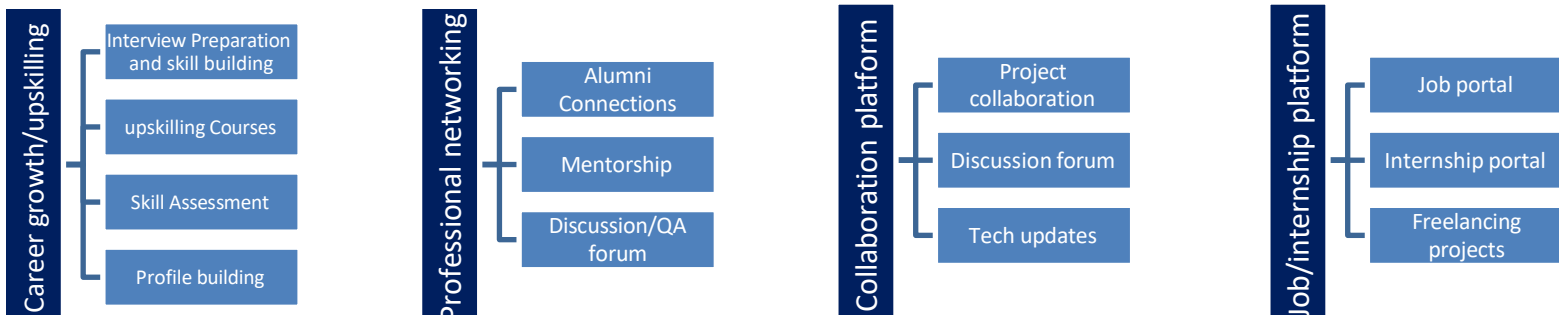 Career growth/upskilling
Interview Preparation
and skill building
upskilling Courses
Skill Assessment
Profile building
Professional networking
Alumni
Connections
Mentorship
Discussion/QA
forum
Collaboration platform
Project
collaboration
Discussion forum
Tech updates
Job/internship platform
Job portal
Internship portal
Freelancing
projects